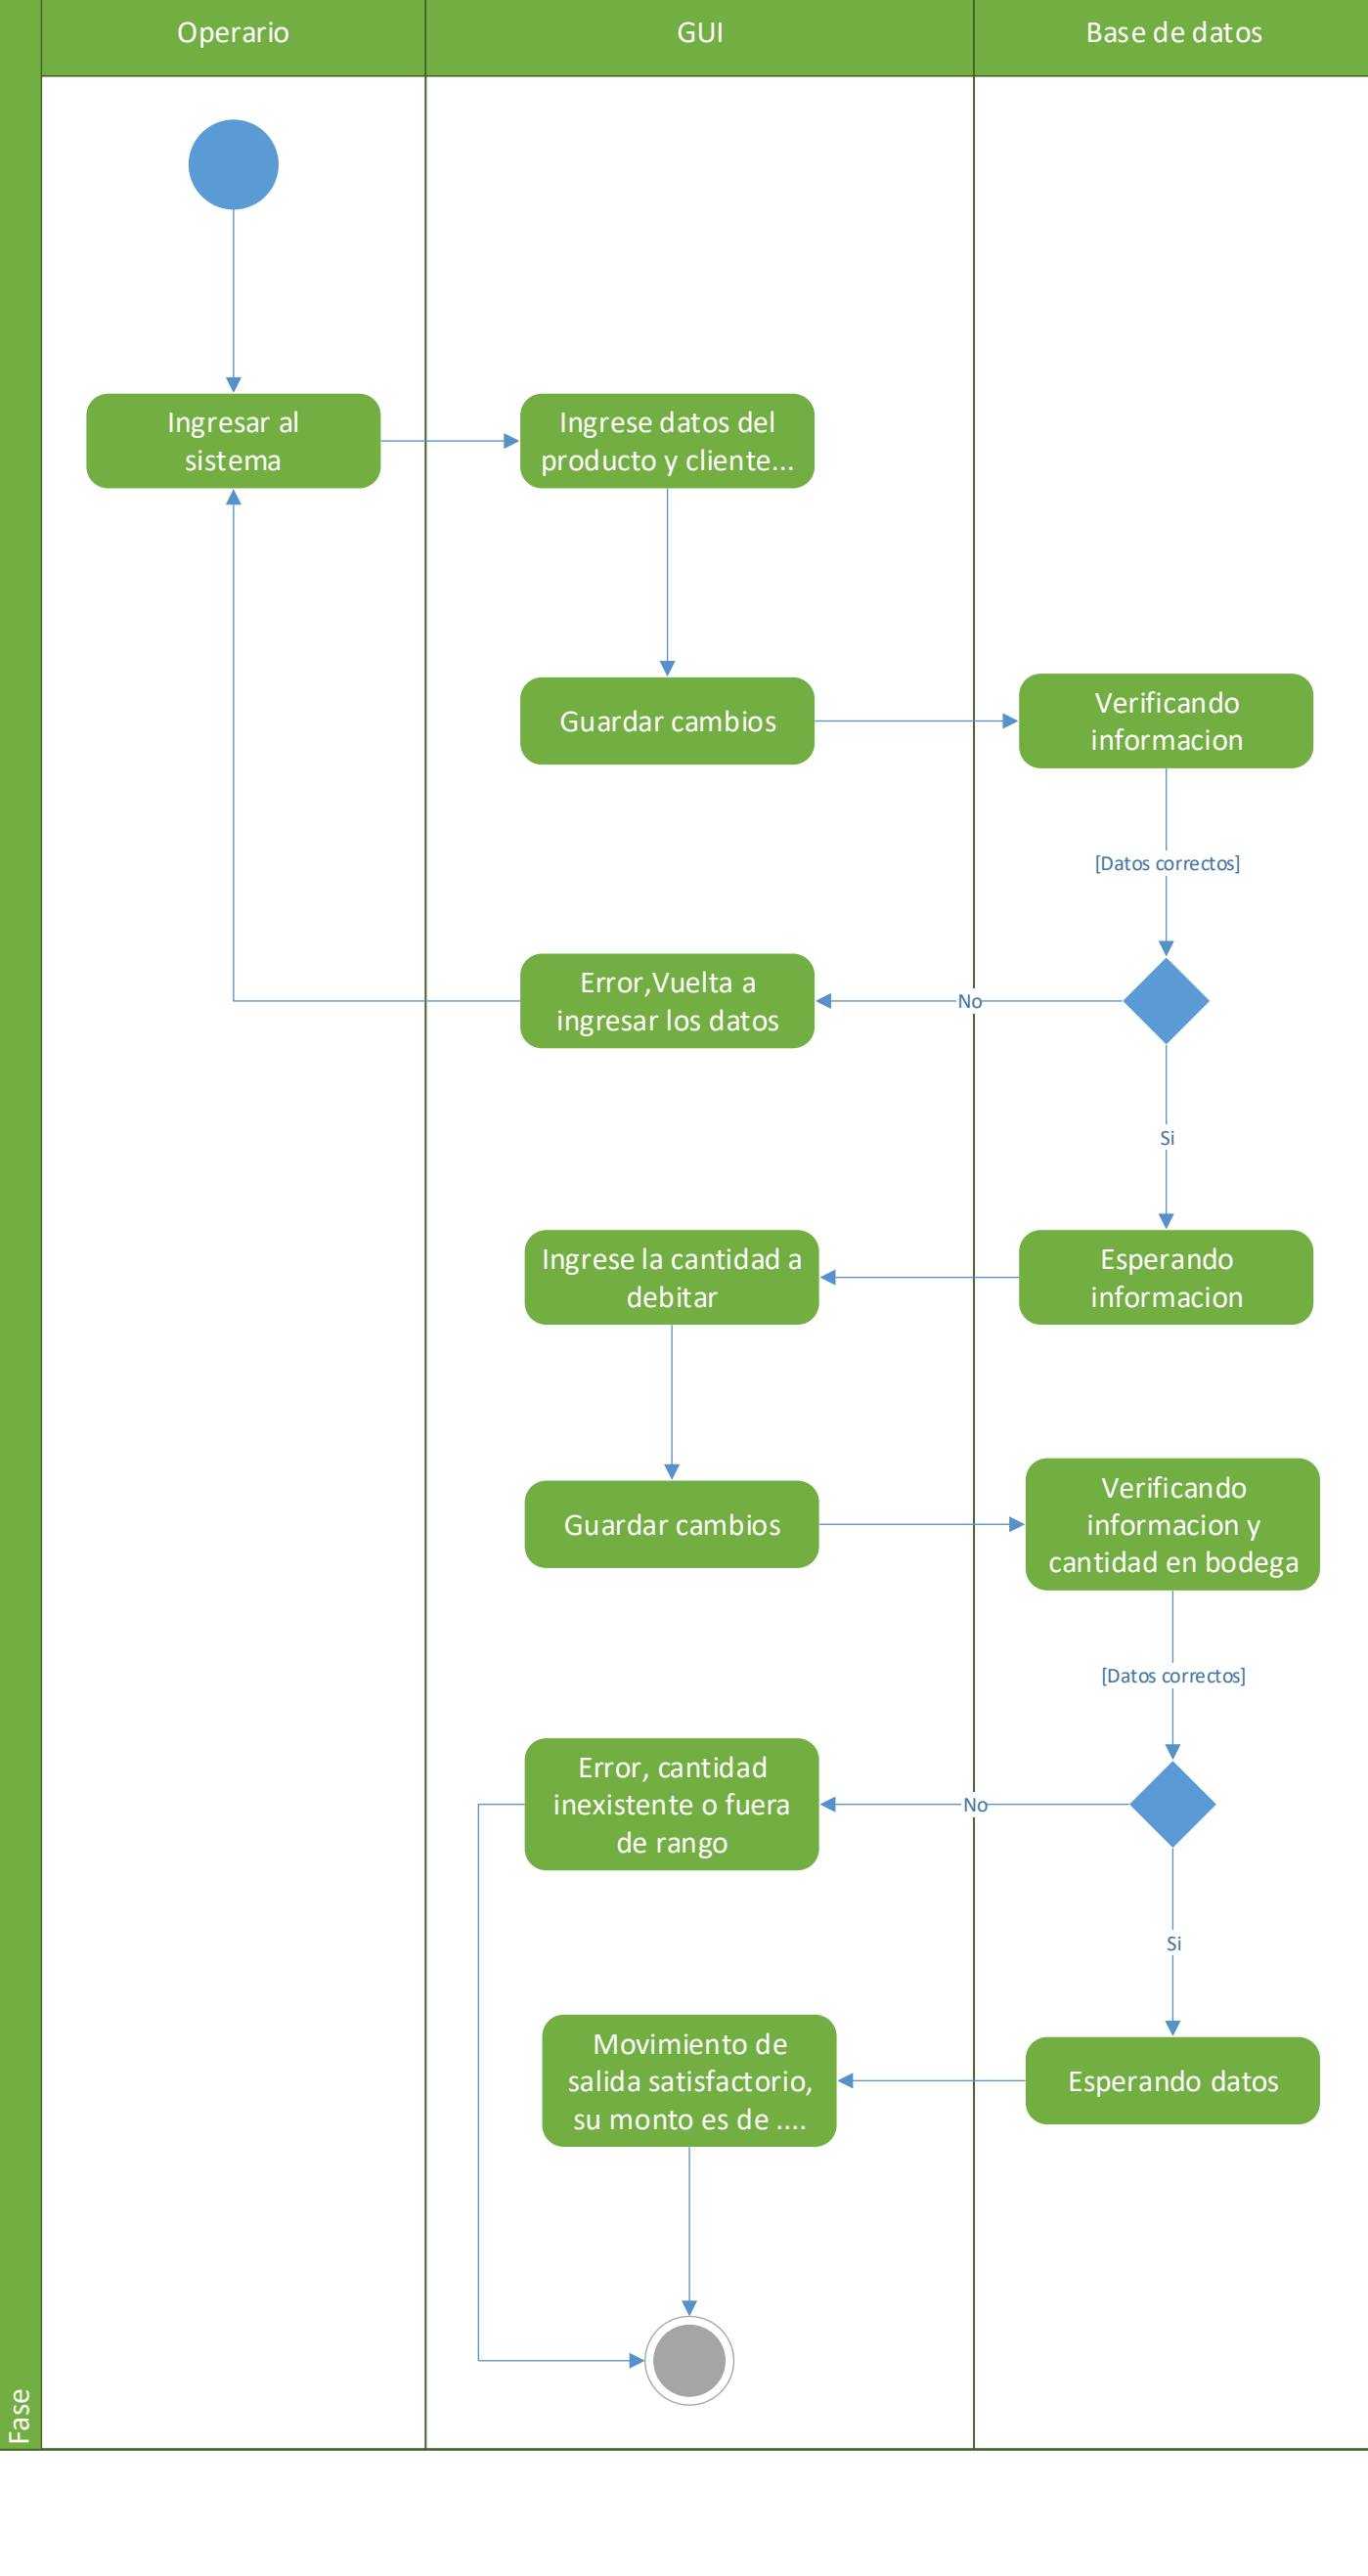 Operario
GUI
Base de datos
Ingresar al
sistema
Ingrese datos del
producto y cliente...
Guardar cambios
Verificando
informacion
[Datos correctos]
Error,Vuelta a
ingresar los datos
No
Si
Ingrese la cantidad a
debitar
Esperando
informacion
Guardar cambios
Verificando
informacion y
cantidad en bodega
[Datos correctos]
Error, cantidad
inexistente o fuera
de rango
No
Si
Movimiento de
salida satisfactorio,
su monto es de ....
Esperando datos
Fase